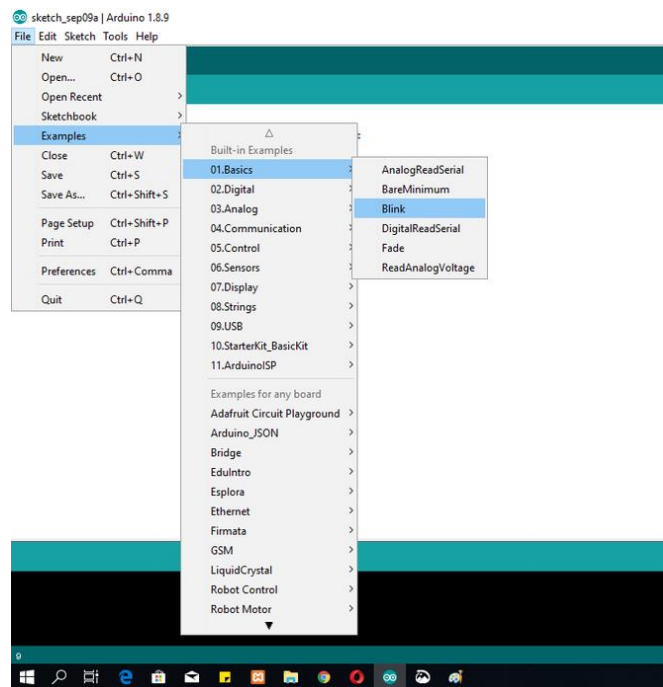 sketch_sep09a | Arduino 1.8.9
File Edit Sketch Tools Help
New Ctrl+N
Open... Ctrl+O
Open Recent
Sketchbook
Examples
Close Ctrl+W
Save Ctrl+S
Save As... Ctrl+Shift+S
Page Setup Ctrl+Shift+P
Print Ctrl+P
Preferences Ctrl+Comma
Quit Ctrl+Q
Built-in Examples
01.Basics
02.Digital
03.Analog
04.Communication
05.Control
06.Sensors
07.Display
08.Strings
09.USB
10.StarterKit_BasicKit
11.ArduinoISP
Examples for any board
Adafruit Circuit Playground
Arduino_JSON
Bridge
EduIntro
Esplora
Ethernet
Firmata
GSM
LiquidCrystal
Robot Control
Robot Motor
AnalogReadSerial
BareMinimum
Blink
DigitalReadSerial
Fade
ReadAnalogVoltage
9